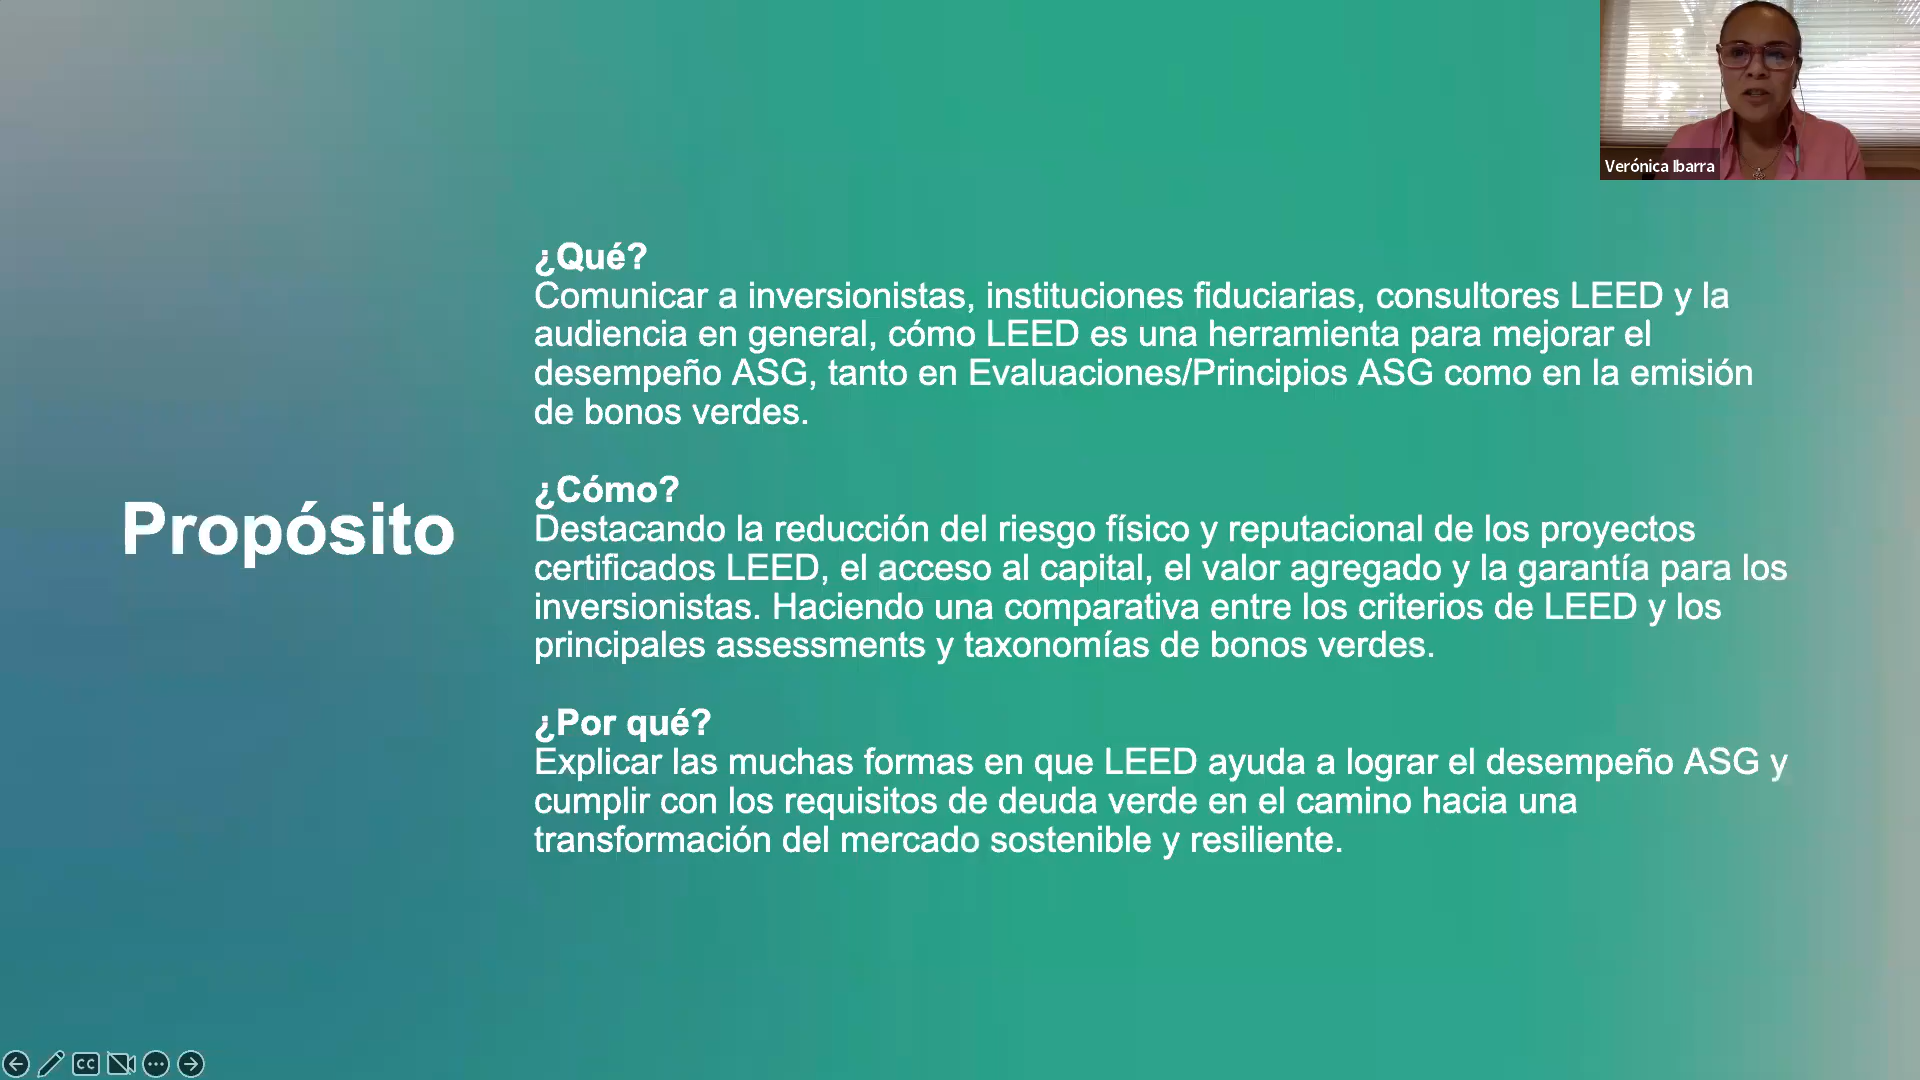 Verónica Ibarra
Propósito
¿Qué?
Comunicar a inversionistas, instituciones fiduciarias, consultores LEED y la
audiencia en general, cómo LEED es una herramienta para mejorar el
desempeño ASG, tanto en Evaluaciones/Principios ASG como en la emisión
de bonos verdes.
¿Cómo?
Destacando la reducción del riesgo físico y reputacional de los proyectos
certificados LEED, el acceso al capital, el valor agregado y la garantía para los
inversionistas. Haciendo una comparativa entre los criterios de LEED y los
principales assessments y taxonomías de bonos verdes.
¿Por qué?
Explicar las muchas formas en que LEED ayuda a lograr el desempeño ASG y
cumplir con los requisitos de deuda verde en el camino hacia una
transformación del mercado sostenible y resiliente.
CC